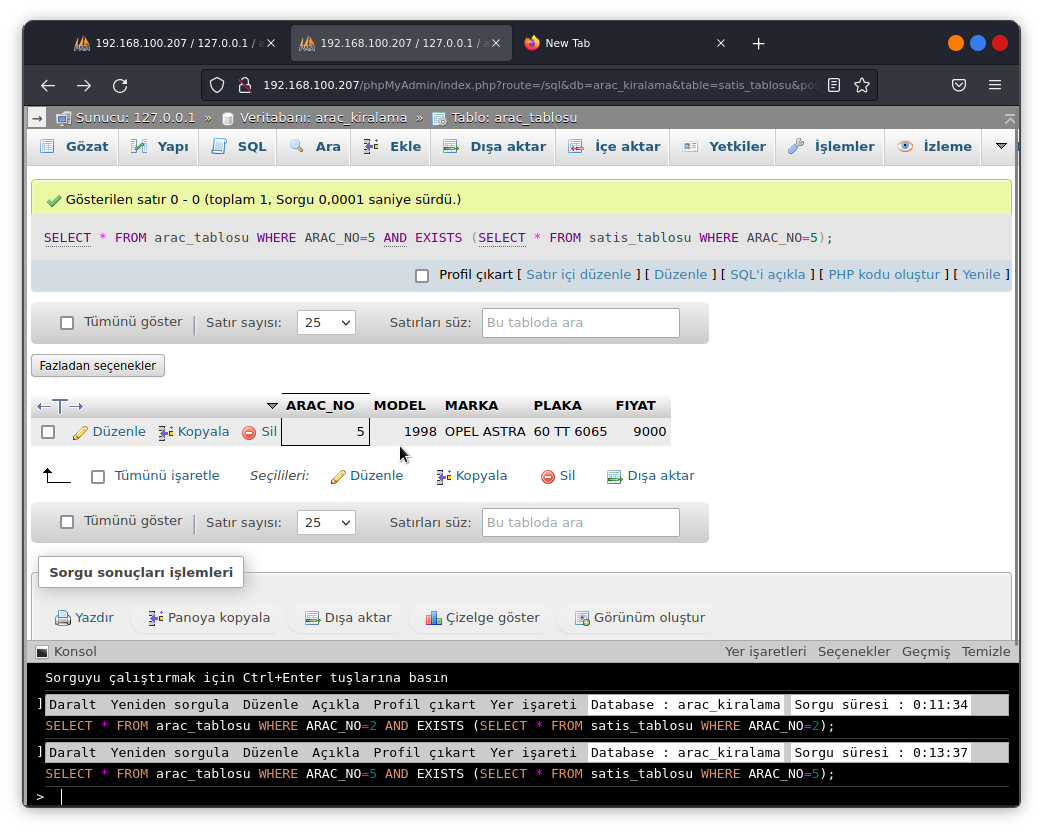 192.168.100.207 / 127.0.0.1 / a
192.168.100.207 / 127.0.0.1 / a
New Tab
192.168.100.207/phpMyAdmin/index.php?route=/sql&db=arac_kiralama&table=satis_tablosu&pos
Sunucu: 127.0.0.1 » Veritabanı: arac_kiralama » Tablo: arac_tablosu
Gözat Yapı SQL Ara Ekle Dışa aktar İçe aktar Yetkiler İşlemler İzleme
Gösterilen satır 0 - 0 (toplam 1, Sorgu 0,0001 saniye sürdü.)
SELECT * FROM arac_tablosu WHERE ARAC_NO=5 AND EXISTS (SELECT * FROM satis_tablosu WHERE ARAC_NO=5);
Profil çıkart [ Satır içi düzenle ] [ Düzenle ] [ SQL'i açıkla ] [ PHP kodu oluştur ] [ Yenile ]
Tümünü göster Satır sayısı: 25 Satırları süz: Bu tabloda ara
Fazladan seçenekler
ARAC_NO MODEL MARKA PLAKA FIYAT
Düzenle Kopyala Sil 5 1998 OPEL ASTRA 60 TT 6065 9000
Tümünü işaretle Seçilileri: Düzenle Kopyala Sil Dışa aktar
Tümünü göster Satır sayısı: 25 Satırları süz: Bu tabloda ara
Sorgu sonuçları işlemleri
Yazdır Panoya kopyala Dışa aktar Çizelge göster Görünüm oluştur
Konsol Yer işaretleri Seçenekler Geçmiş Temizle
Sorguyu çalıştırmak için Ctrl+Enter tuşlarına basın
] Daralt Yeniden sorgula Düzenle Açıkla Profil çıkart Yer işareti Database : arac_kiralama Sorgu süresi : 0:11:34
SELECT * FROM arac_tablosu WHERE ARAC_NO=2 AND EXISTS (SELECT * FROM satis_tablosu WHERE ARAC_NO=2);
] Daralt Yeniden sorgula Düzenle Açıkla Profil çıkart Yer işareti Database : arac_kiralama Sorgu süresi : 0:13:37
SELECT * FROM arac_tablosu WHERE ARAC_NO=5 AND EXISTS (SELECT * FROM satis_tablosu WHERE ARAC_NO=5);
>